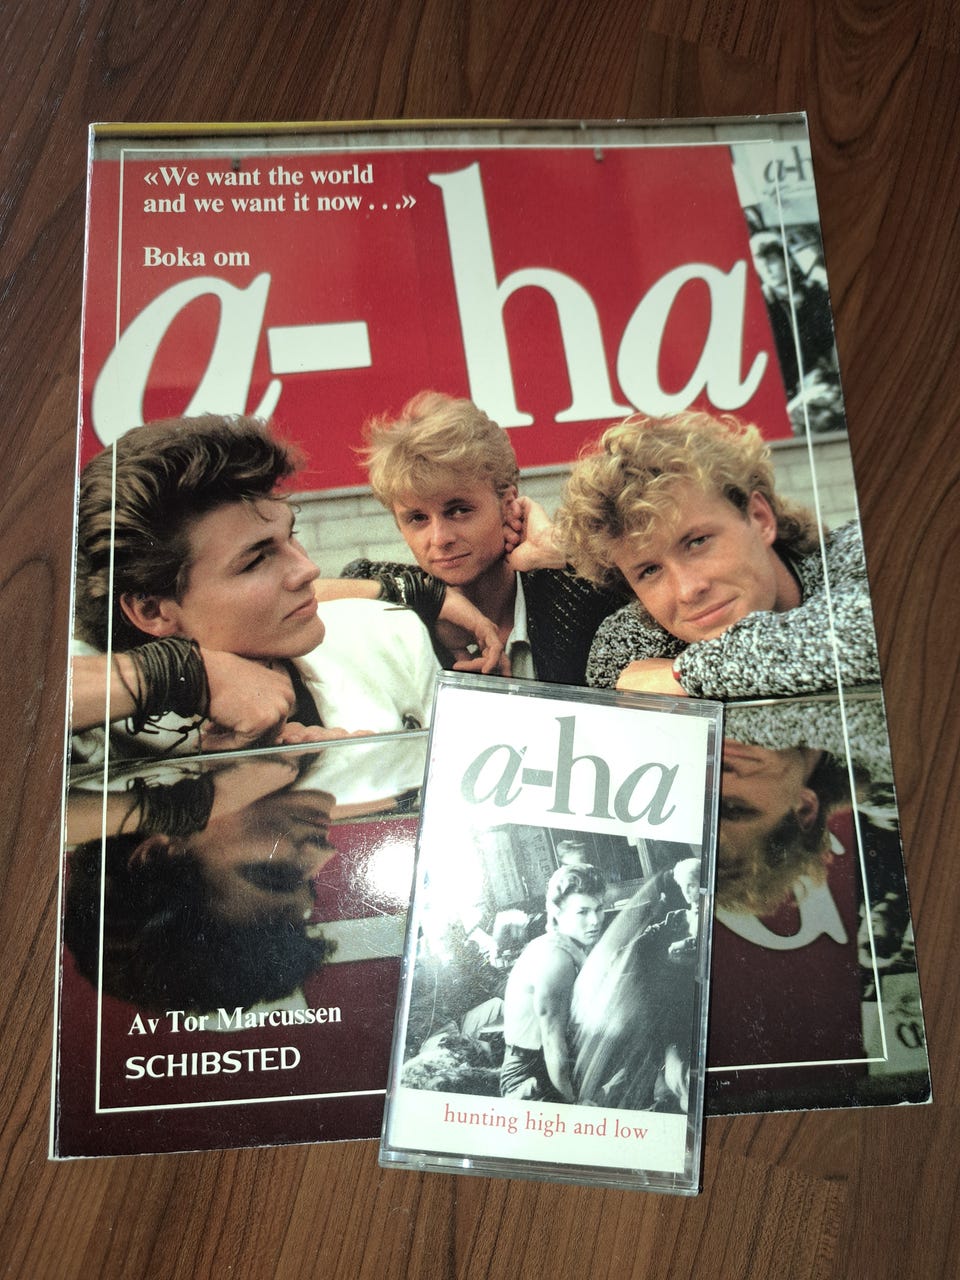 «We want the world
and we want it now . . .»
Boka om
a-ha
a-h
Av Tor Marcussen
SCHIBSTED
a-ha
hunting high and low